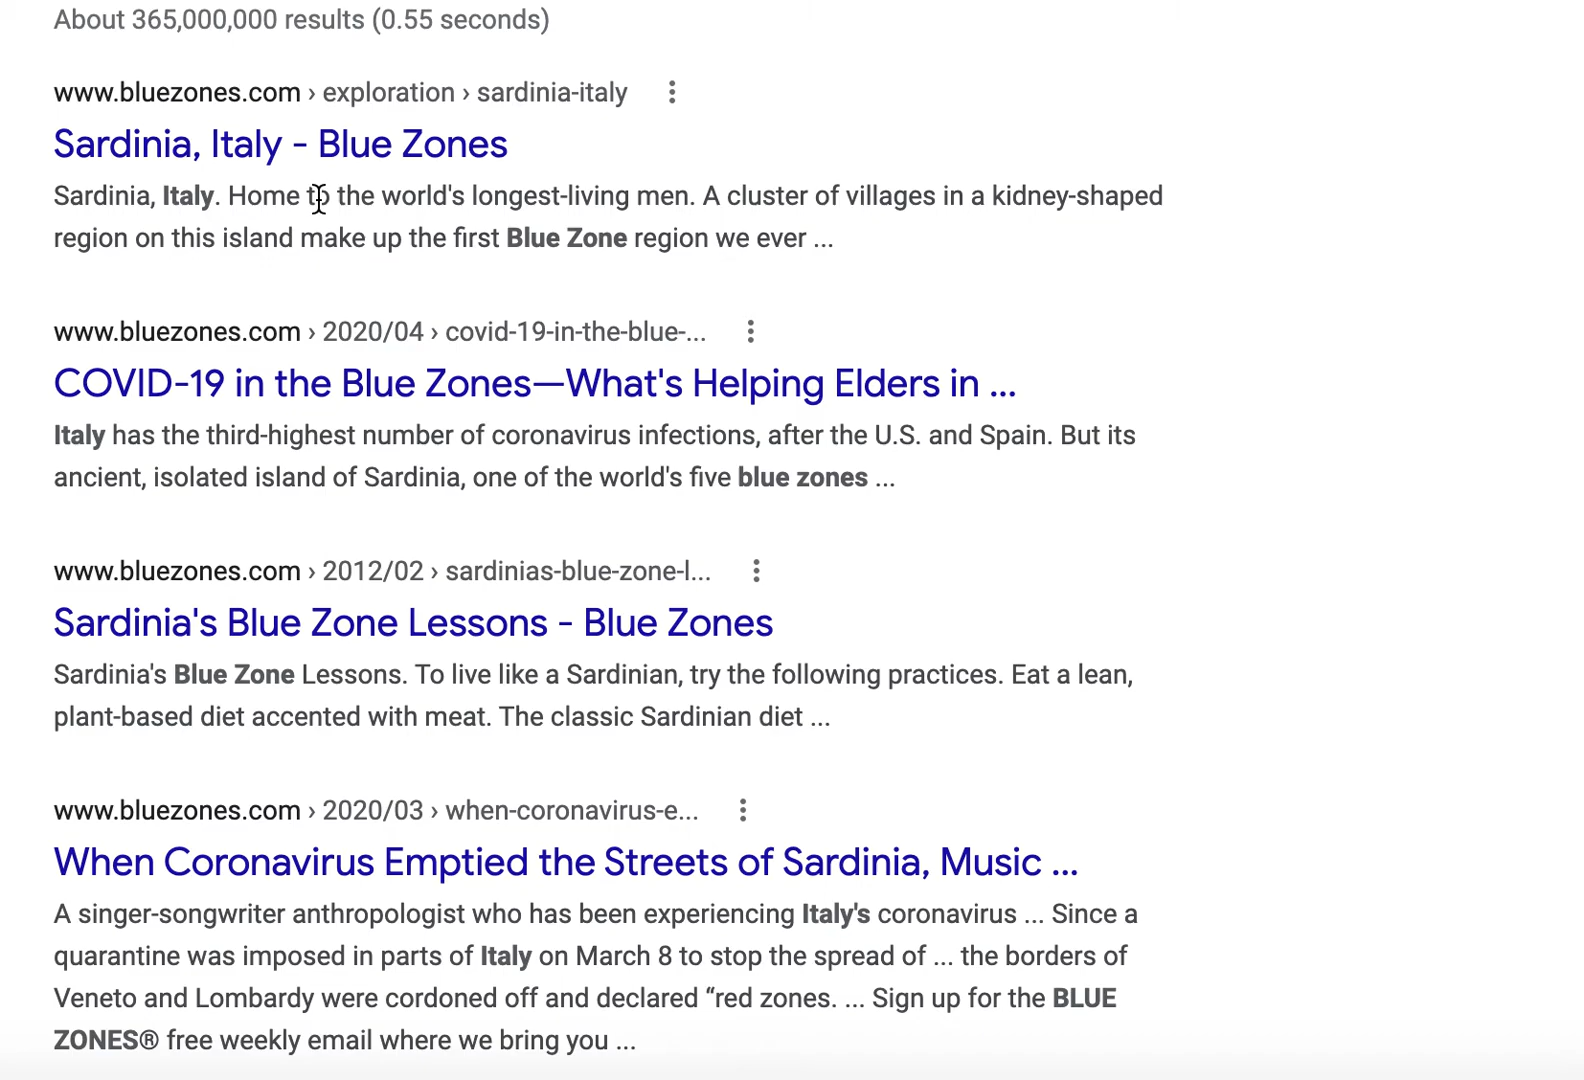 About 365,000,000 results (0.55 seconds)
www.bluezones.com › exploration › sardinia-italy
Sardinia, Italy - Blue Zones
Sardinia, Italy. Home to the world's longest-living men. A cluster of villages in a kidney-shaped
region on this island make up the first Blue Zone region we ever ...
www.bluezones.com › 2020/04 › covid-19-in-the-blue-...
COVID-19 in the Blue Zones—What's Helping Elders in ...
Italy has the third-highest number of coronavirus infections, after the U.S. and Spain. But its
ancient, isolated island of Sardinia, one of the world's five blue zones ...
www.bluezones.com › 2012/02 › sardinias-blue-zone-l...
Sardinia's Blue Zone Lessons - Blue Zones
Sardinia's Blue Zone Lessons. To live like a Sardinian, try the following practices. Eat a lean,
plant-based diet accented with meat. The classic Sardinian diet ...
www.bluezones.com › 2020/03 › when-coronavirus-e...
When Coronavirus Emptied the Streets of Sardinia, Music ...
A singer-songwriter anthropologist who has been experiencing Italy's coronavirus ... Since a
quarantine was imposed in parts of Italy on March 8 to stop the spread of ... the borders of
Veneto and Lombardy were cordoned off and declared “red zones. ... Sign up for the BLUE
ZONES® free weekly email where we bring you ...